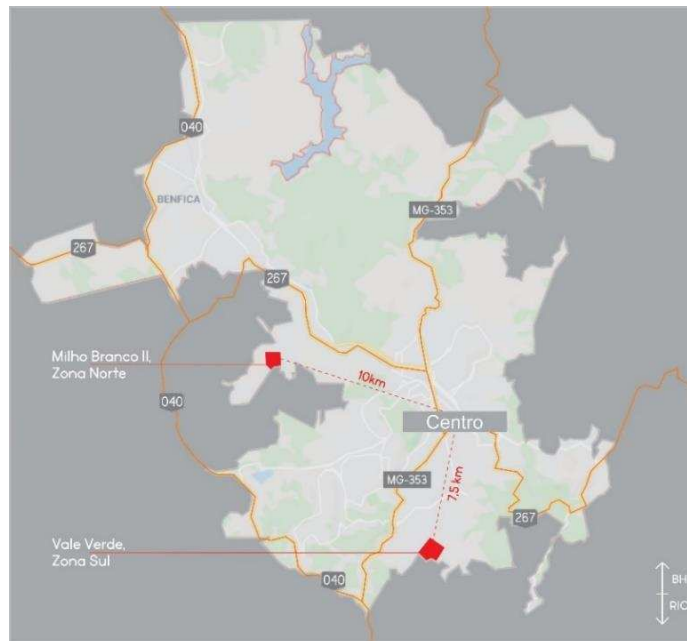 040
BENFICA
MG-353
267
267
Milho Branco II,
Zona Norte
10km
040
Centro
MG-353
7,5 km
267
Vale Verde,
Zona Sul
040
BH
RIO